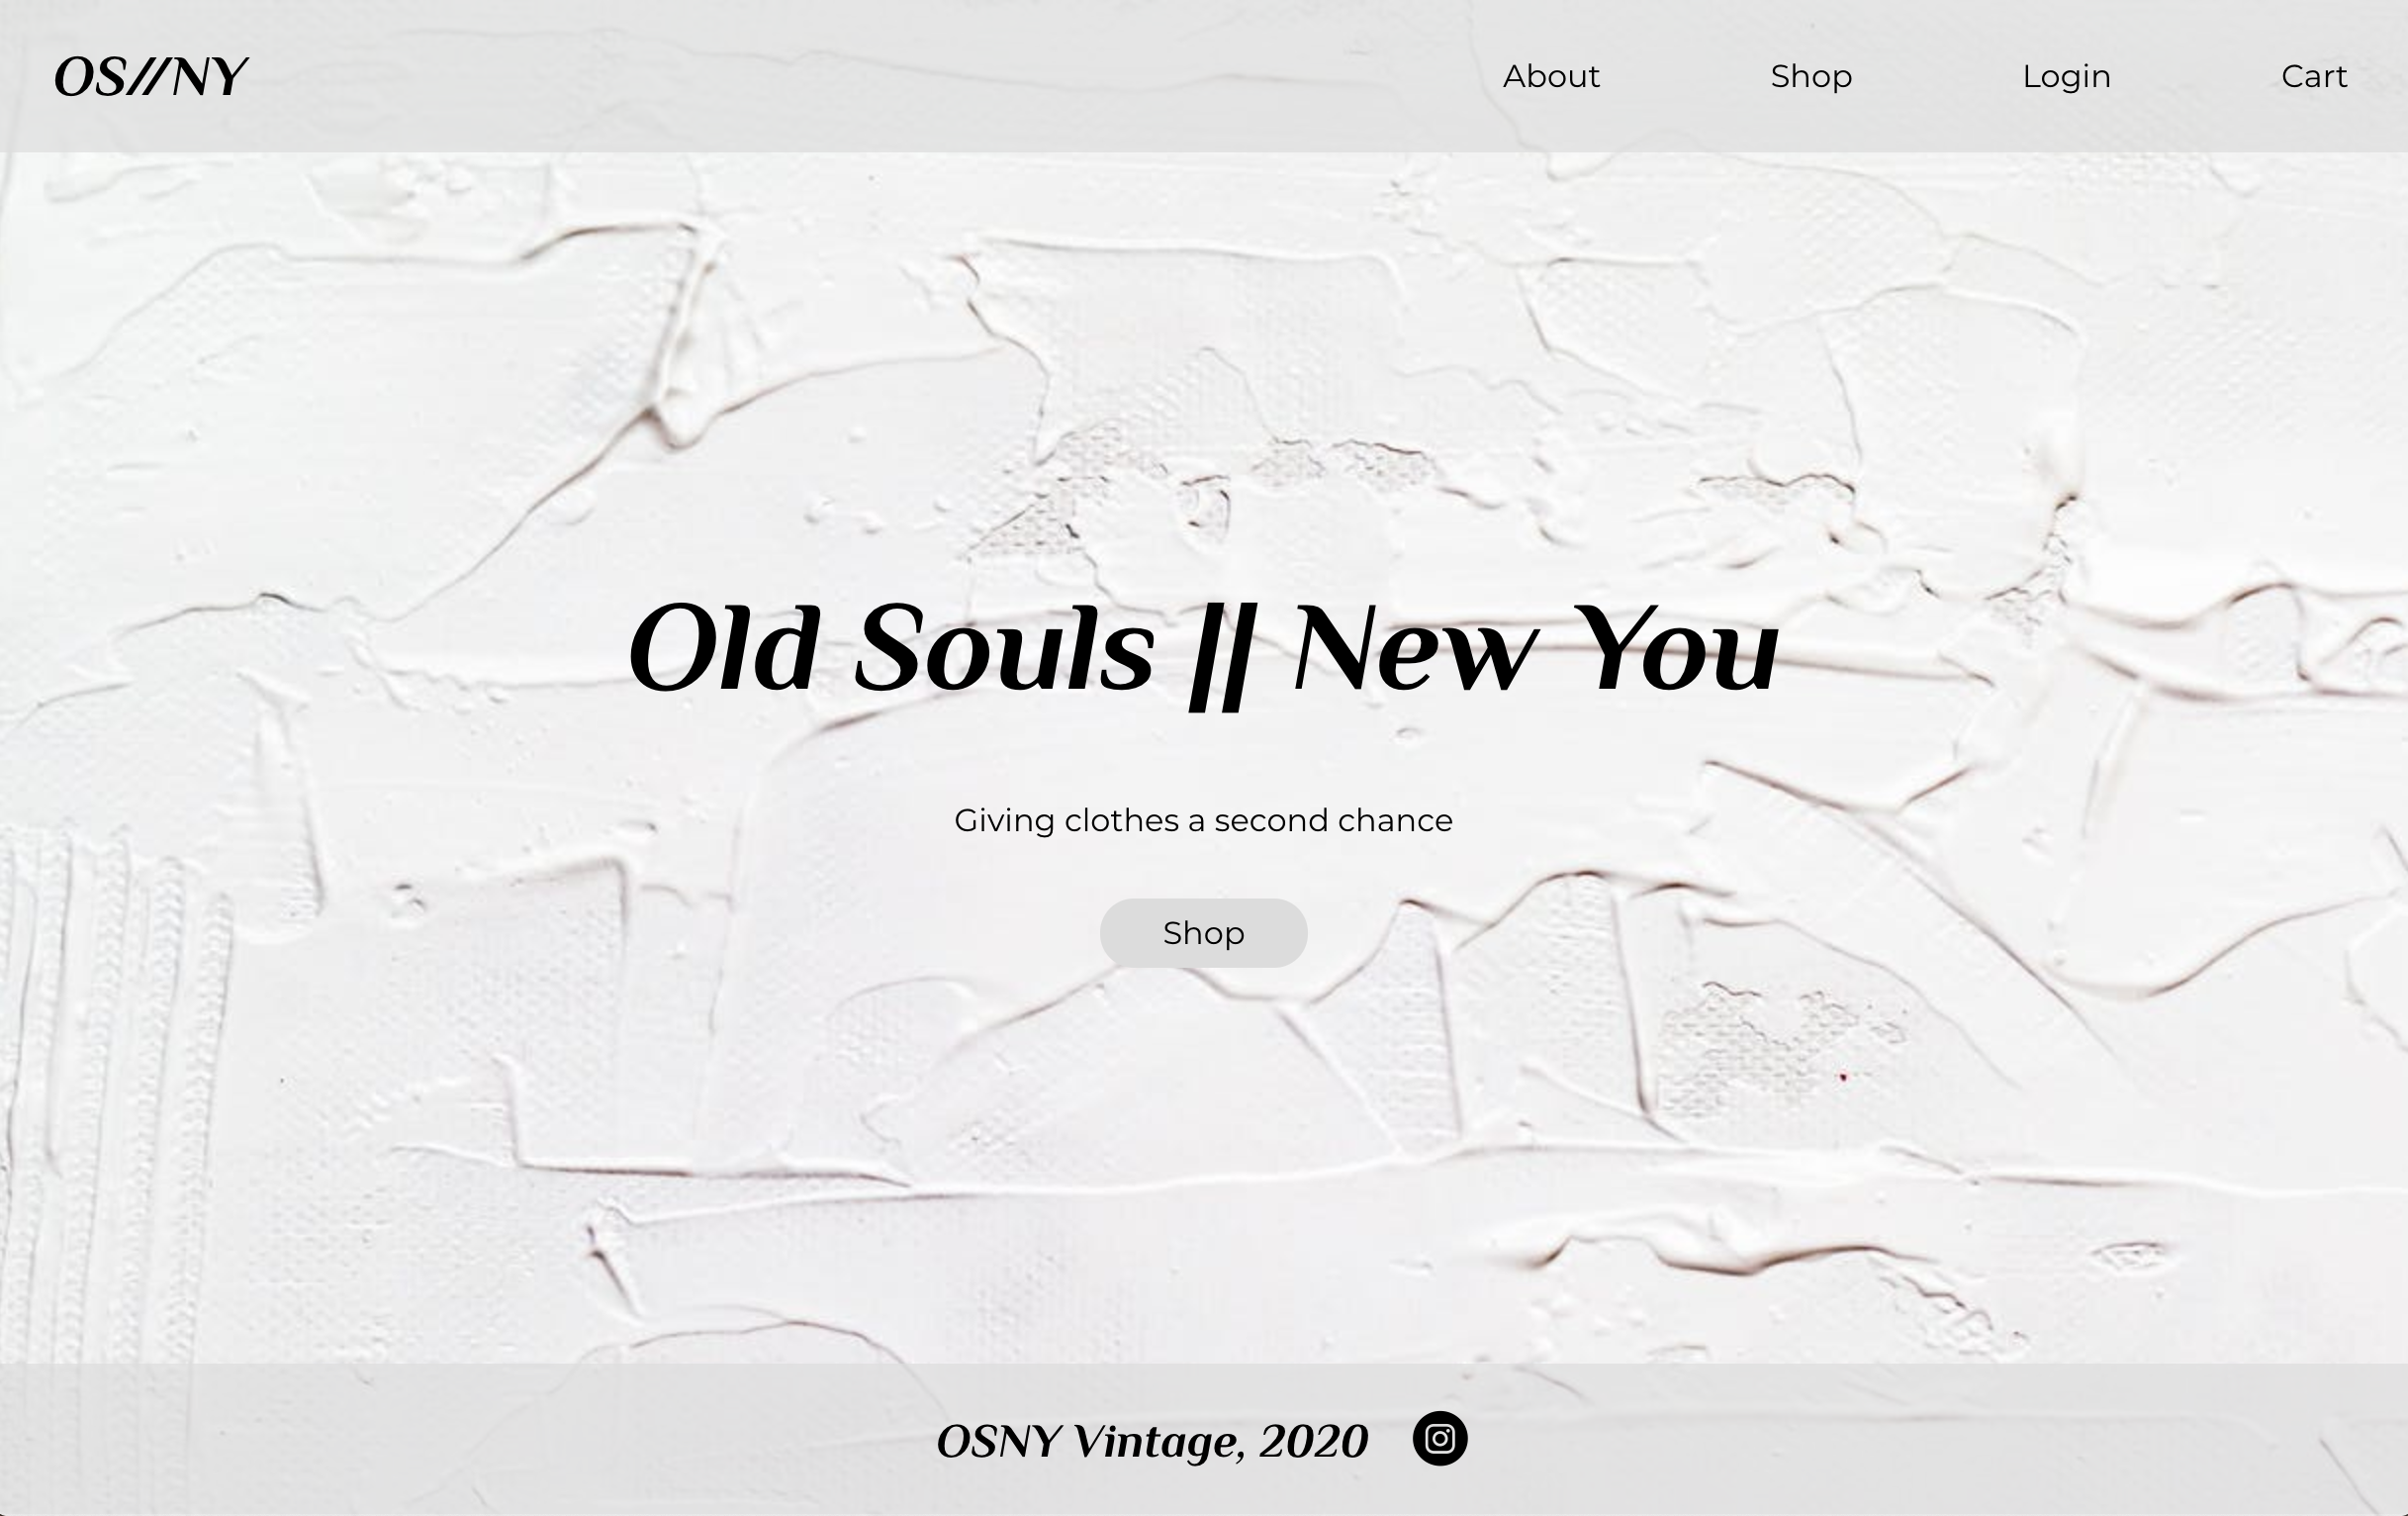 OS//NY
About Shop Login Cart
Old Souls || New You
Giving clothes a second chance
Shop
OSNY Vintage, 2020